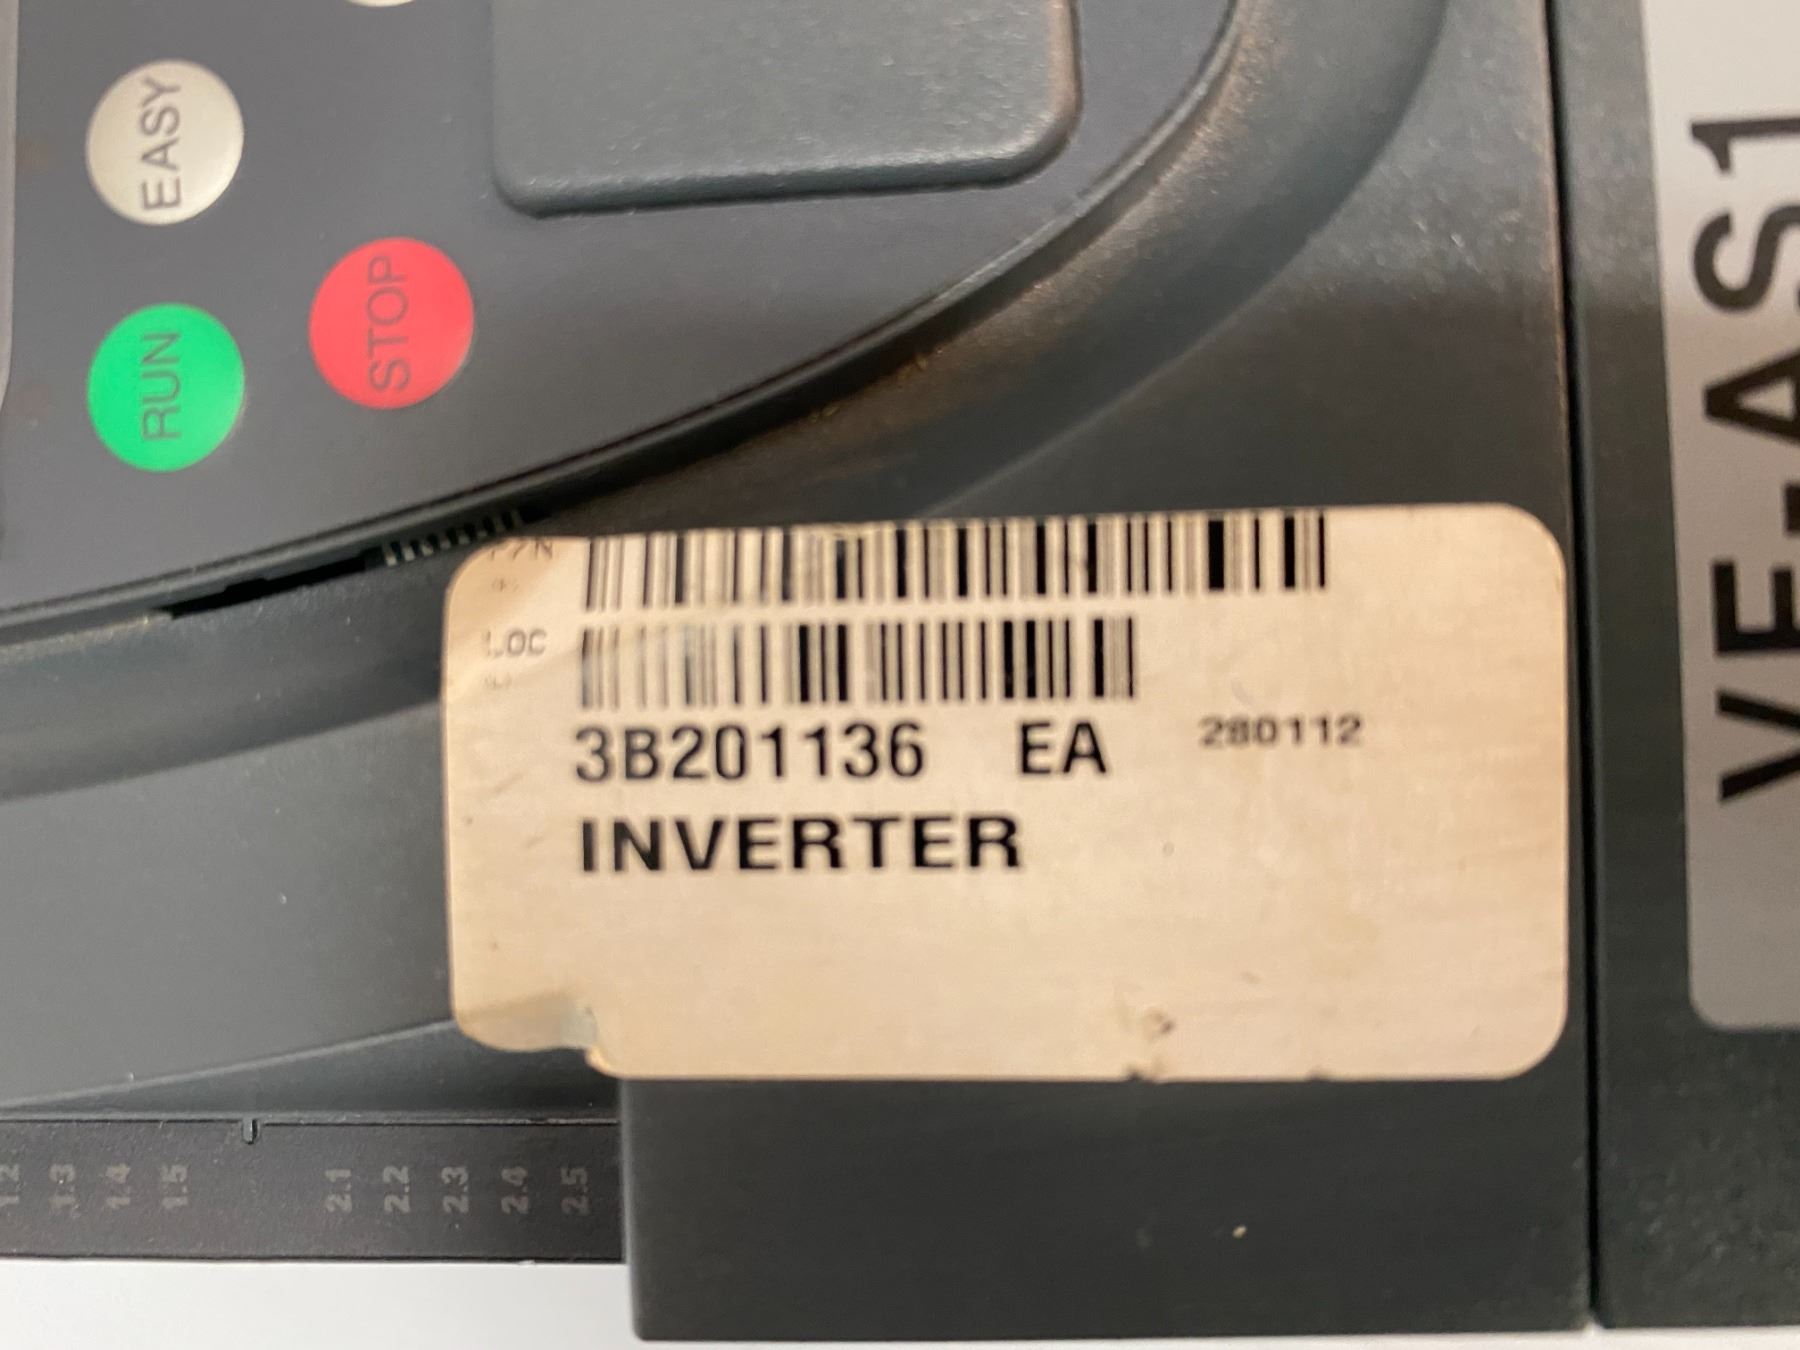 EASY
RUN
STOP
P/N
LOC
3B201136 EA 280112
INVERTER
1.2 1.3 1.4 1.5 2.1 2.2 2.3 2.4 2.5
VF-AS1